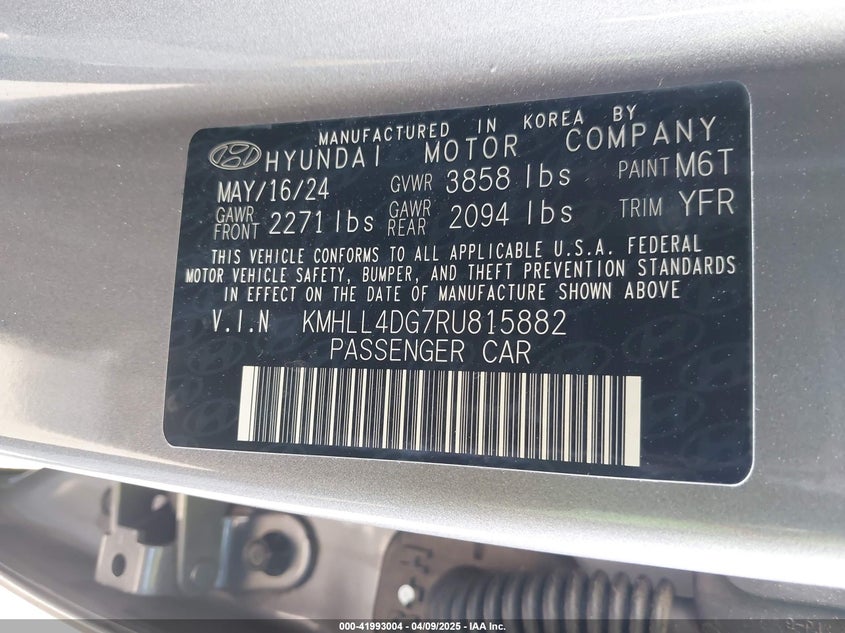 MANUFACTURED IN KOREA BY
HYUNDAI MOTOR COMPANY
MAY/16/24 GVWR 3858 lbs PAINT M6T
GAWR FRONT 2271 lbs GAWR REAR 2094 lbs TRIM YFR
THIS VEHICLE CONFORMS TO ALL APPLICABLE U.S.A. FEDERAL
MOTOR VEHICLE SAFETY, BUMPER, AND THEFT PREVENTION STANDARDS
IN EFFECT ON THE DATE OF MANUFACTURE SHOWN ABOVE
V.I.N KMHLL4DG7RU815882
PASSENGER CAR
000-41993004 - 04/09/2025 - IAA Inc.